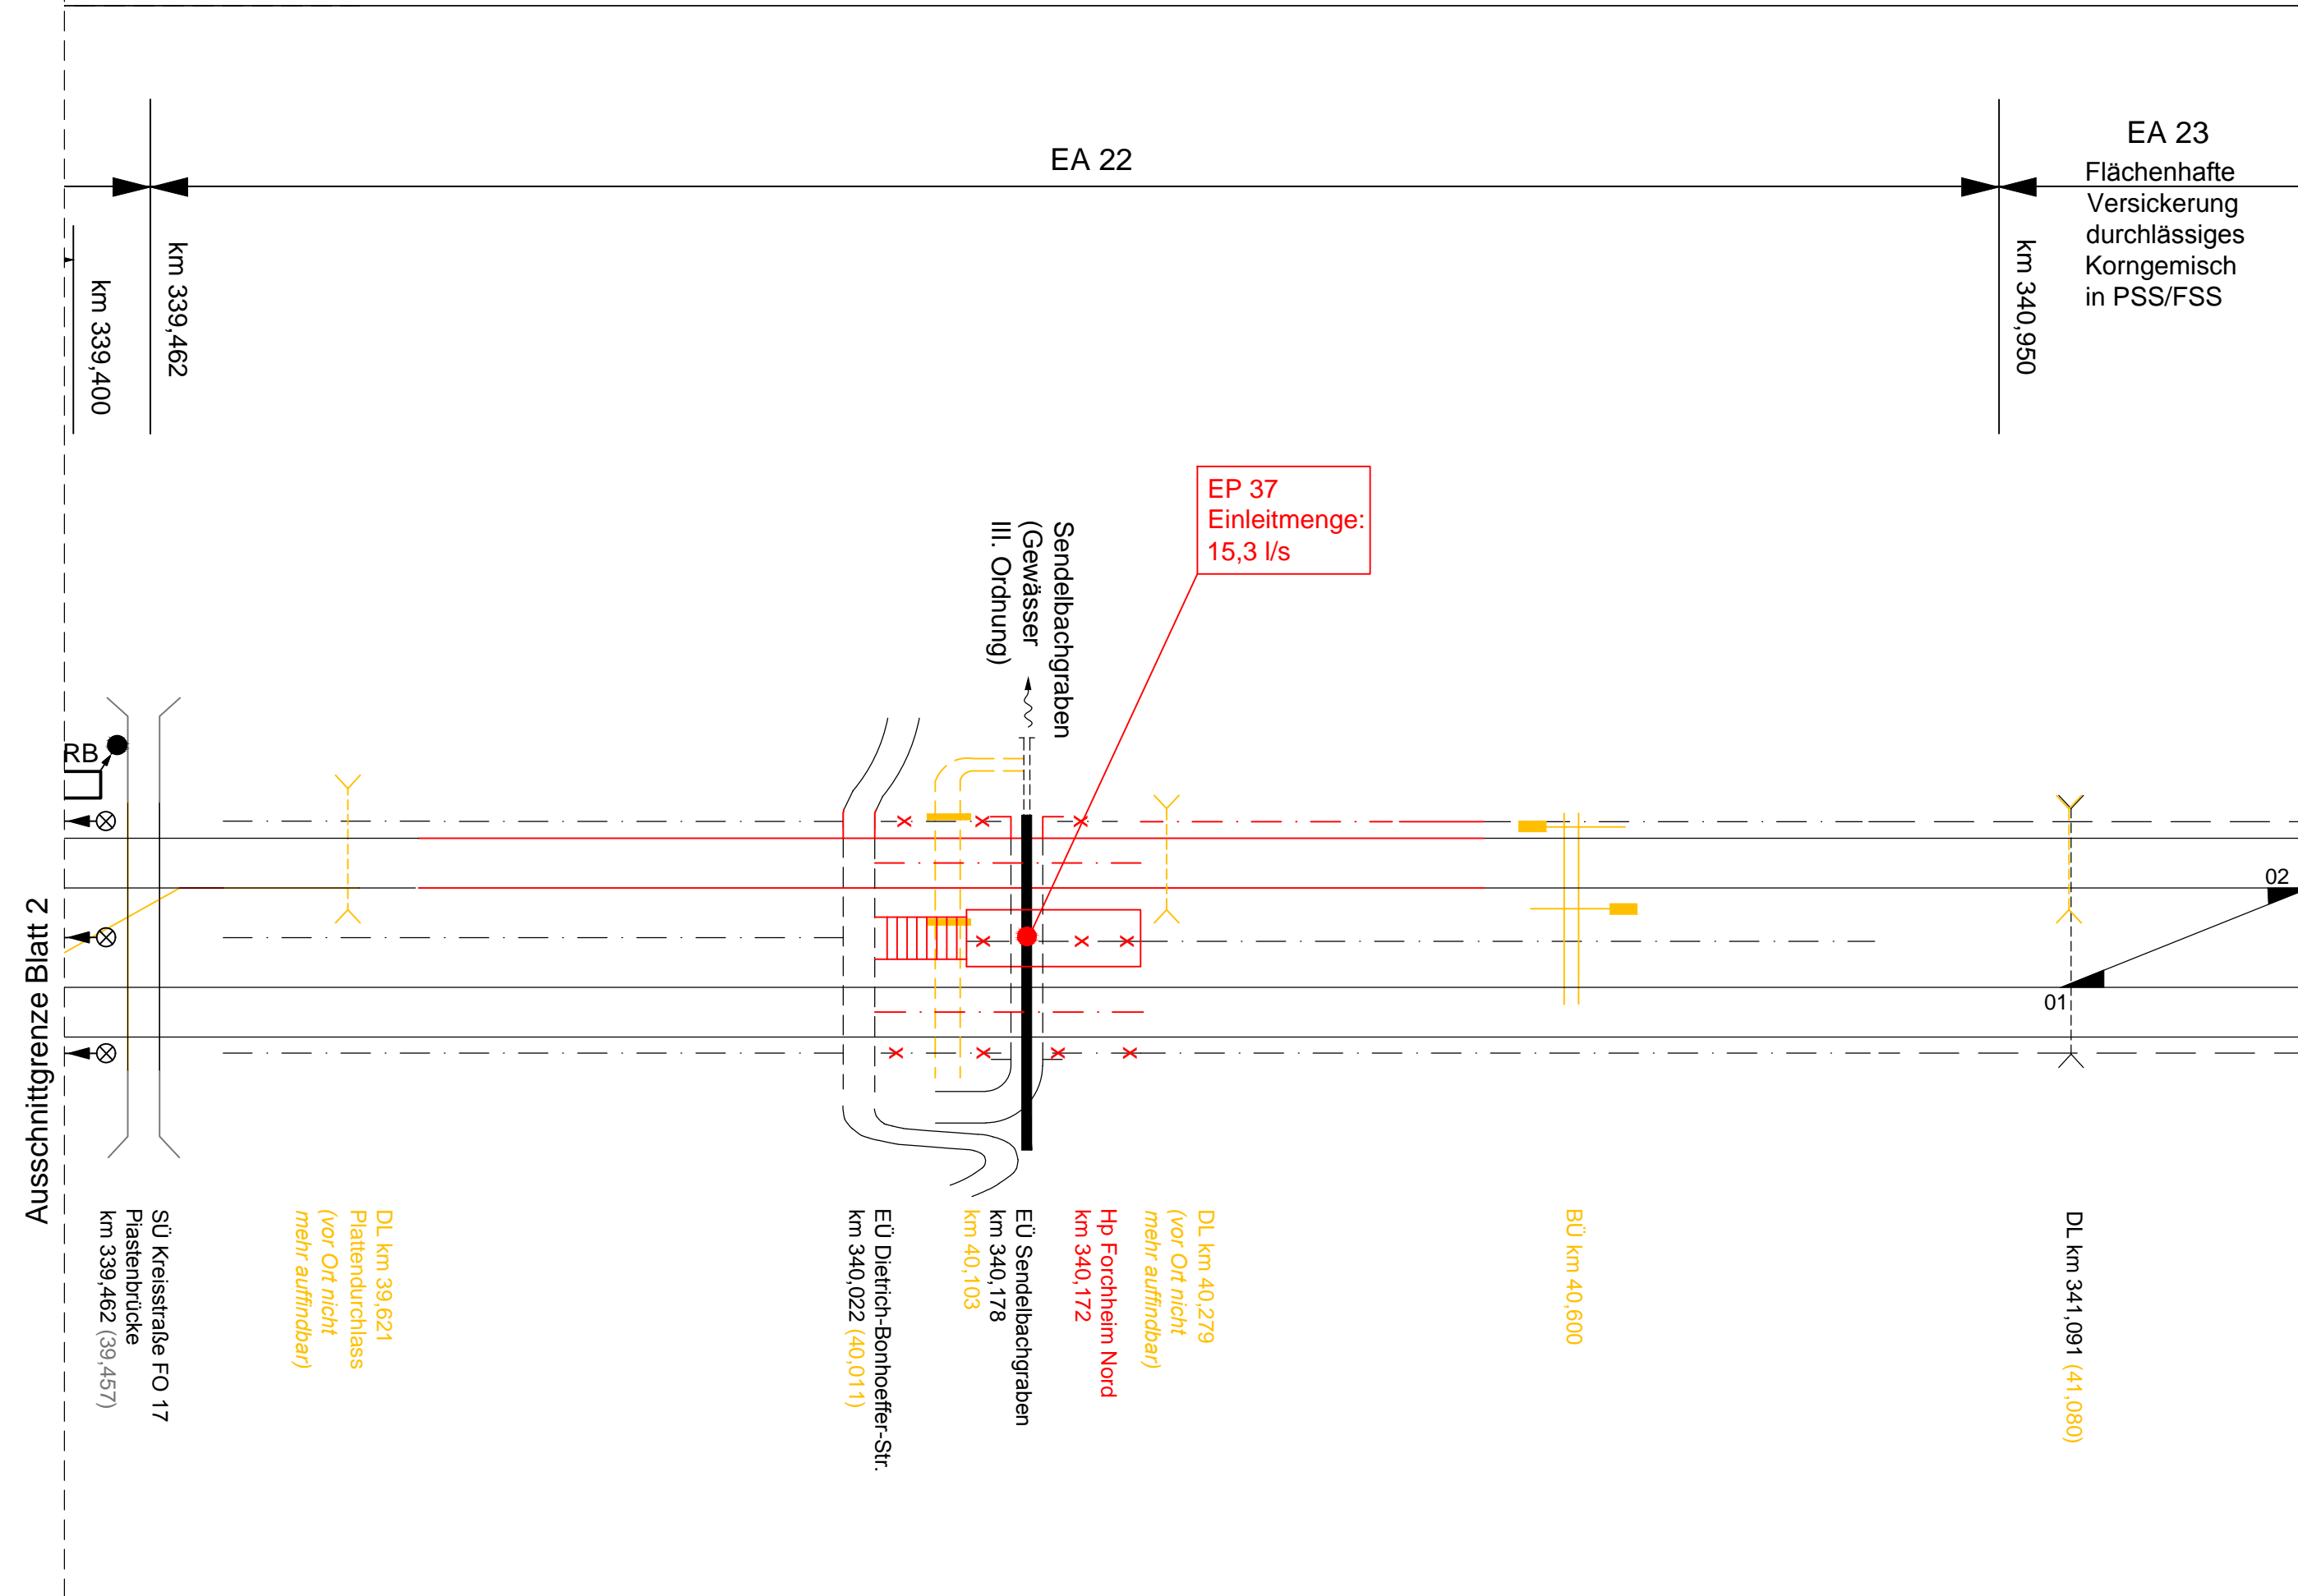 EA 22
EA 23
Flächenhafte
Versickerung
durchlässiges
Korngemisch
in PSS/FSS
km 339,400
km 339,462
km 340,950
EP 37
Einleitmenge:
15,3 l/s
Sendelbachgraben
(Gewässer
III. Ordnung)
RB
02
01
Ausschnittgrenze Blatt 2
SÜ Kreisstraße FO 17
Piastenbrücke
km 339,462 (39,457)
DL km 39,621
Plattendurchlass
(vor Ort nicht
mehr auffindbar)
EÜ Dietrich-Bonhoeffer-Str.
km 340,022 (40,011)
EÜ Sendelbachgraben
km 340,178
km 40,103
Hp Forchheim Nord
km 340,172
DL km 40,279
(vor Ort nicht
mehr auffindbar)
BÜ km 40,600
DL km 341,091 (41,080)